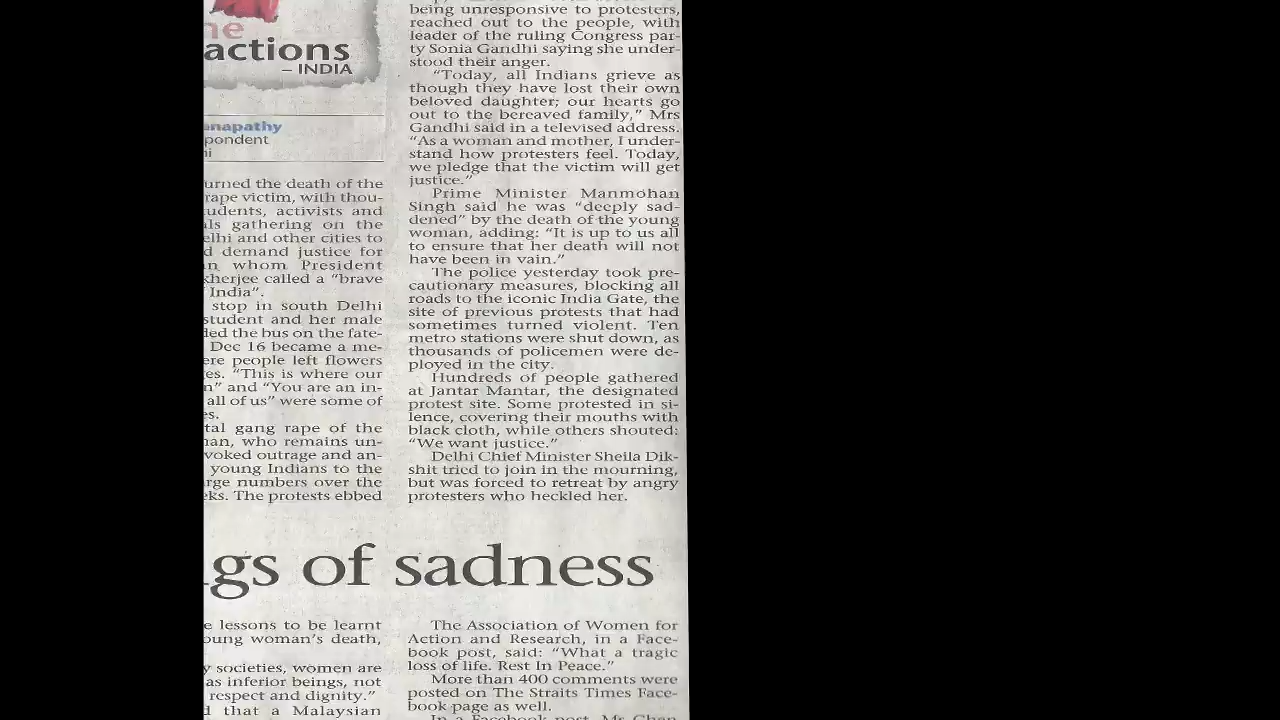 actions
– INDIA
urned the death of the
rape victim, with thou-
udents, activists and
gathering on the
and other cities to
demand justice for
whom President
called a “brave
India”.
stop in south Delhi
student and her male
the bus on the fate-
Dec 16 became a me-
people left flowers
“This is where our
and “You are an in-
all of us” were some of
gang rape of the
who remains un-
voked outrage and an-
young Indians to the
numbers over the
The protests ebbed
being unresponsive to protesters,
reached out to the people, with
leader of the ruling Congress par-
ty Sonia Gandhi saying she under-
stood their anger.
“Today, all Indians grieve as
though they have lost their own
beloved daughter; our hearts go
out to the bereaved family,” Mrs
Gandhi said in a televised address.
“As a woman and mother, I under-
stand how protesters feel. Today,
we pledge that the victim will get
justice.”
Prime Minister Manmohan
Singh said he was “deeply sad-
dened” by the death of the young
woman, adding: “It is up to us all
to ensure that her death will not
have been in vain.”
The police yesterday took pre-
cautionary measures, blocking all
roads to the iconic India Gate, the
site of previous protests that had
sometimes turned violent. Ten
metro stations were shut down, as
thousands of policemen were de-
ployed in the city.
Hundreds of people gathered
at Jantar Mantar, the designated
protest site. Some protested in si-
lence, covering their mouths with
black cloth, while others shouted:
“We want justice.”
Delhi Chief Minister Sheila Dik-
shit tried to join in the mourning,
but was forced to retreat by angry
protesters who heckled her.
gs of sadness
lessons to be learnt
woman’s death,
societies, women are
as inferior beings, not
respect and dignity.”
that a Malaysian
The Association of Women for
Action and Research, in a Face-
book post, said: “What a tragic
loss of life. Rest In Peace.”
More than 400 comments were
posted on The Straits Times Face-
book page as well.
In a Facebook post, Mr Chan